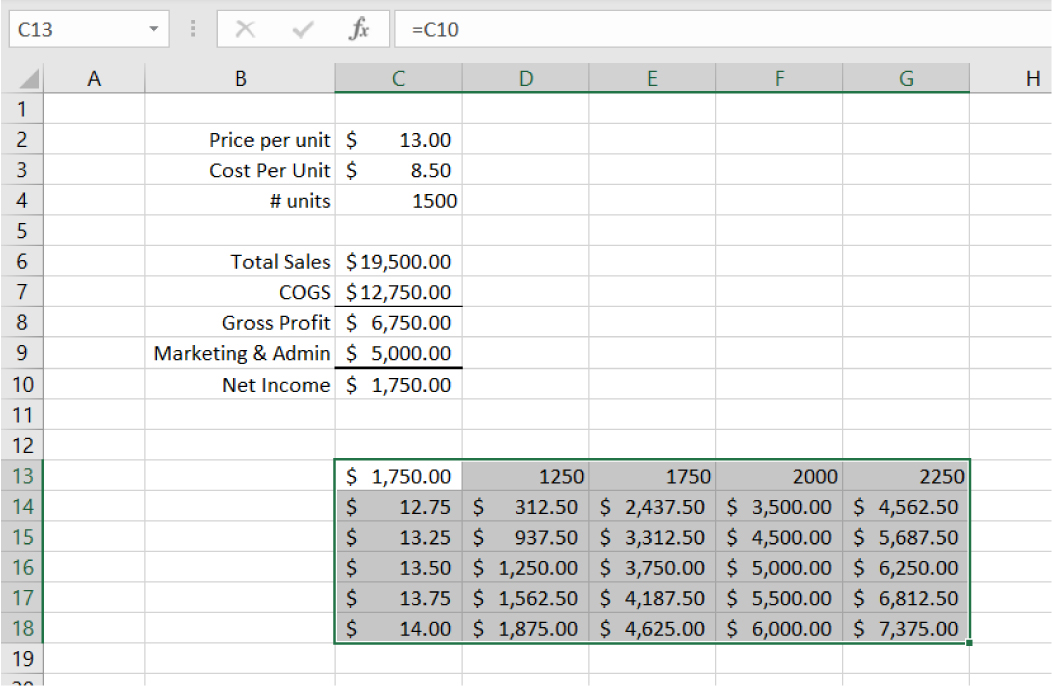 C13 fx =C10
A B C D E F G H
1
2 Price per unit $ 13.00
3 Cost Per Unit $ 8.50
4 # units 1500
5
6 Total Sales $19,500.00
7 COGS $12,750.00
8 Gross Profit $ 6,750.00
9 Marketing & Admin $ 5,000.00
10 Net Income $ 1,750.00
11
12
13 $ 1,750.00 1250 1750 2000 2250
14 $ 12.75 $ 312.50 $ 2,437.50 $ 3,500.00 $ 4,562.50
15 $ 13.25 $ 937.50 $ 3,312.50 $ 4,500.00 $ 5,687.50
16 $ 13.50 $ 1,250.00 $ 3,750.00 $ 5,000.00 $ 6,250.00
17 $ 13.75 $ 1,562.50 $ 4,187.50 $ 5,500.00 $ 6,812.50
18 $ 14.00 $ 1,875.00 $ 4,625.00 $ 6,000.00 $ 7,375.00
19